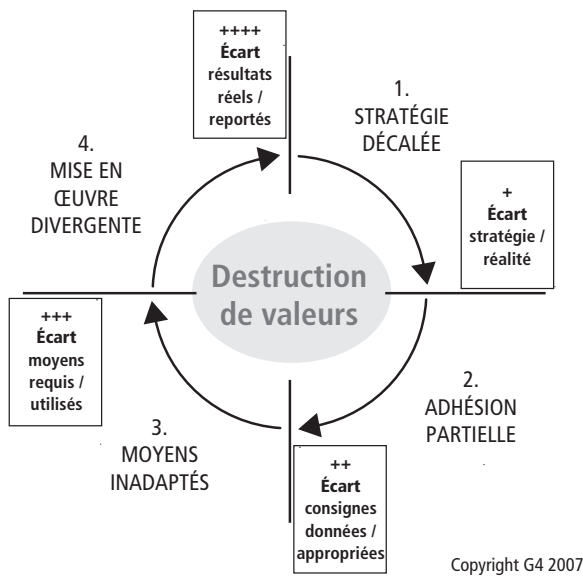 ++++
Écart
résultats
réels /
reportés
1.
STRATÉGIE
DÉCALÉE
+
Écart
stratégie /
réalité
2.
ADHÉSION
PARTIELLE
++
Écart
consignes
données /
appropriées
3.
MOYENS
INADAPTÉS
+++
Écart
moyens
requis /
utilisés
4.
MISE EN
ŒUVRE
DIVERGENTE
Destruction
de valeurs
Copyright G4 2007